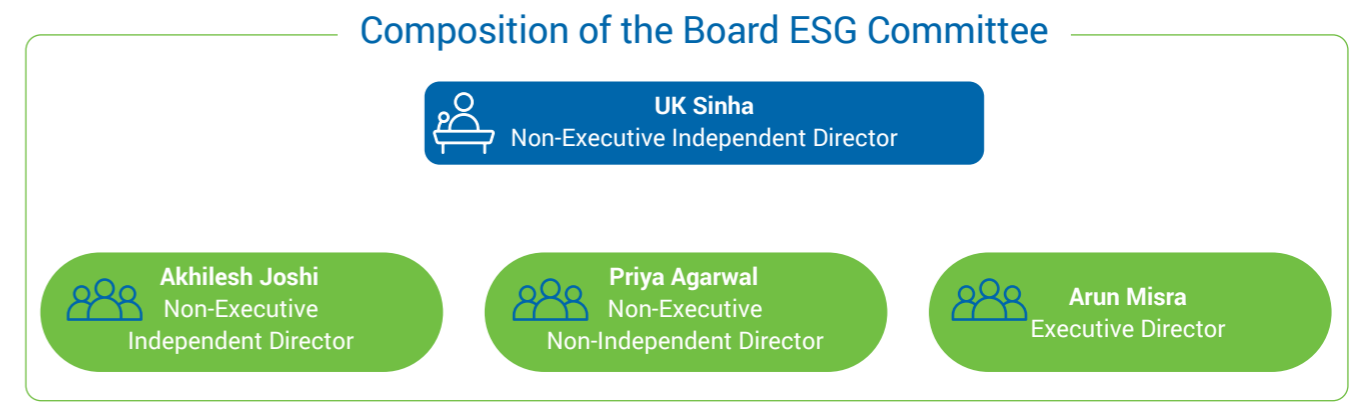 Composition of the Board ESG Committee
UK Sinha
Non-Executive Independent Director
Akhilesh Joshi
Non-Executive
Independent Director
Priya Agarwal
Non-Executive
Non-Independent Director
Arun Misra
Executive Director